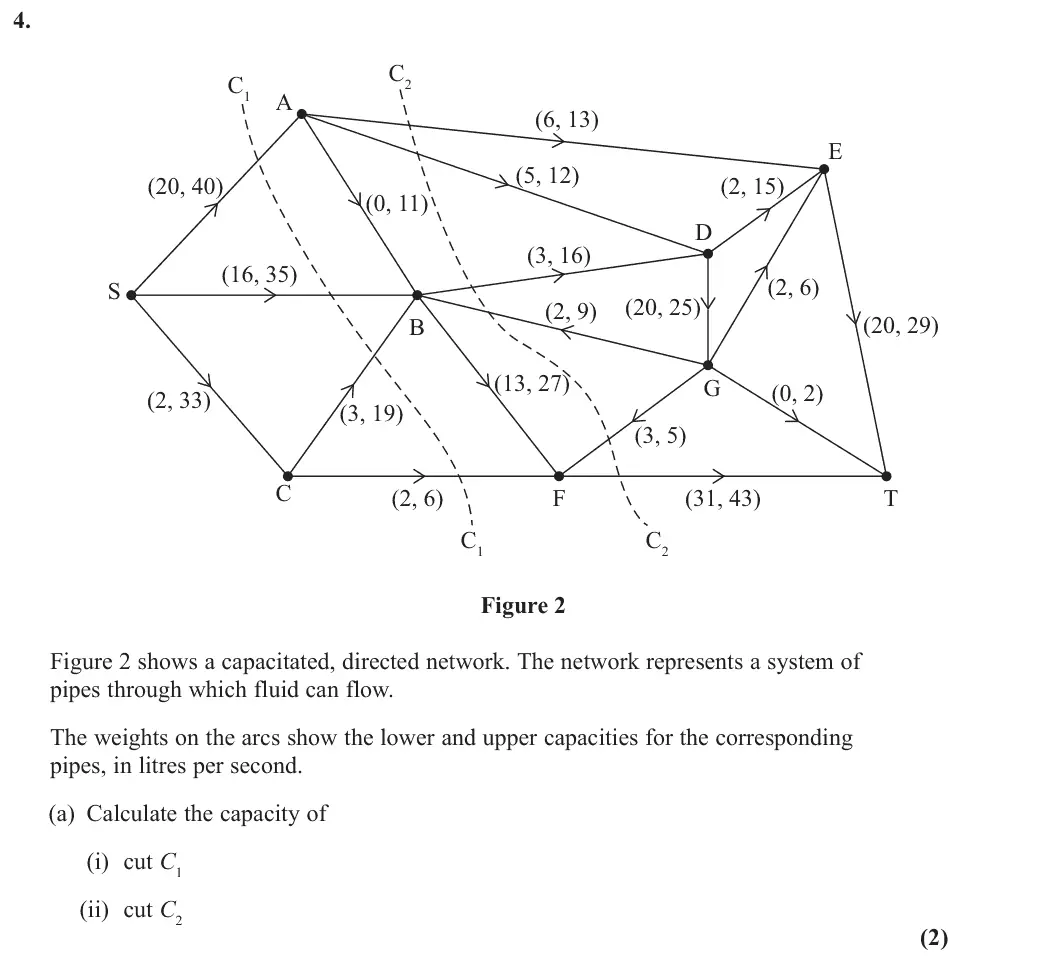 4.
C₁
C₂
A
(6, 13)
E
(5, 12)
(2, 15)
(20, 40)
(0, 11)
D
(3, 16)
(16, 35)
S
(2, 6)
(2, 9)
(20, 25)
B
(20, 29)
G
(13, 27)
(0, 2)
(2, 33)
(3, 19)
(3, 5)
C
(2, 6)
F
(31, 43)
T
C₁
C₂
Figure 2
Figure 2 shows a capacitated, directed network. The network represents a system of
pipes through which fluid can flow.
The weights on the arcs show the lower and upper capacities for the corresponding
pipes, in litres per second.
(a) Calculate the capacity of
(i) cut C₁
(ii) cut C₂
(2)